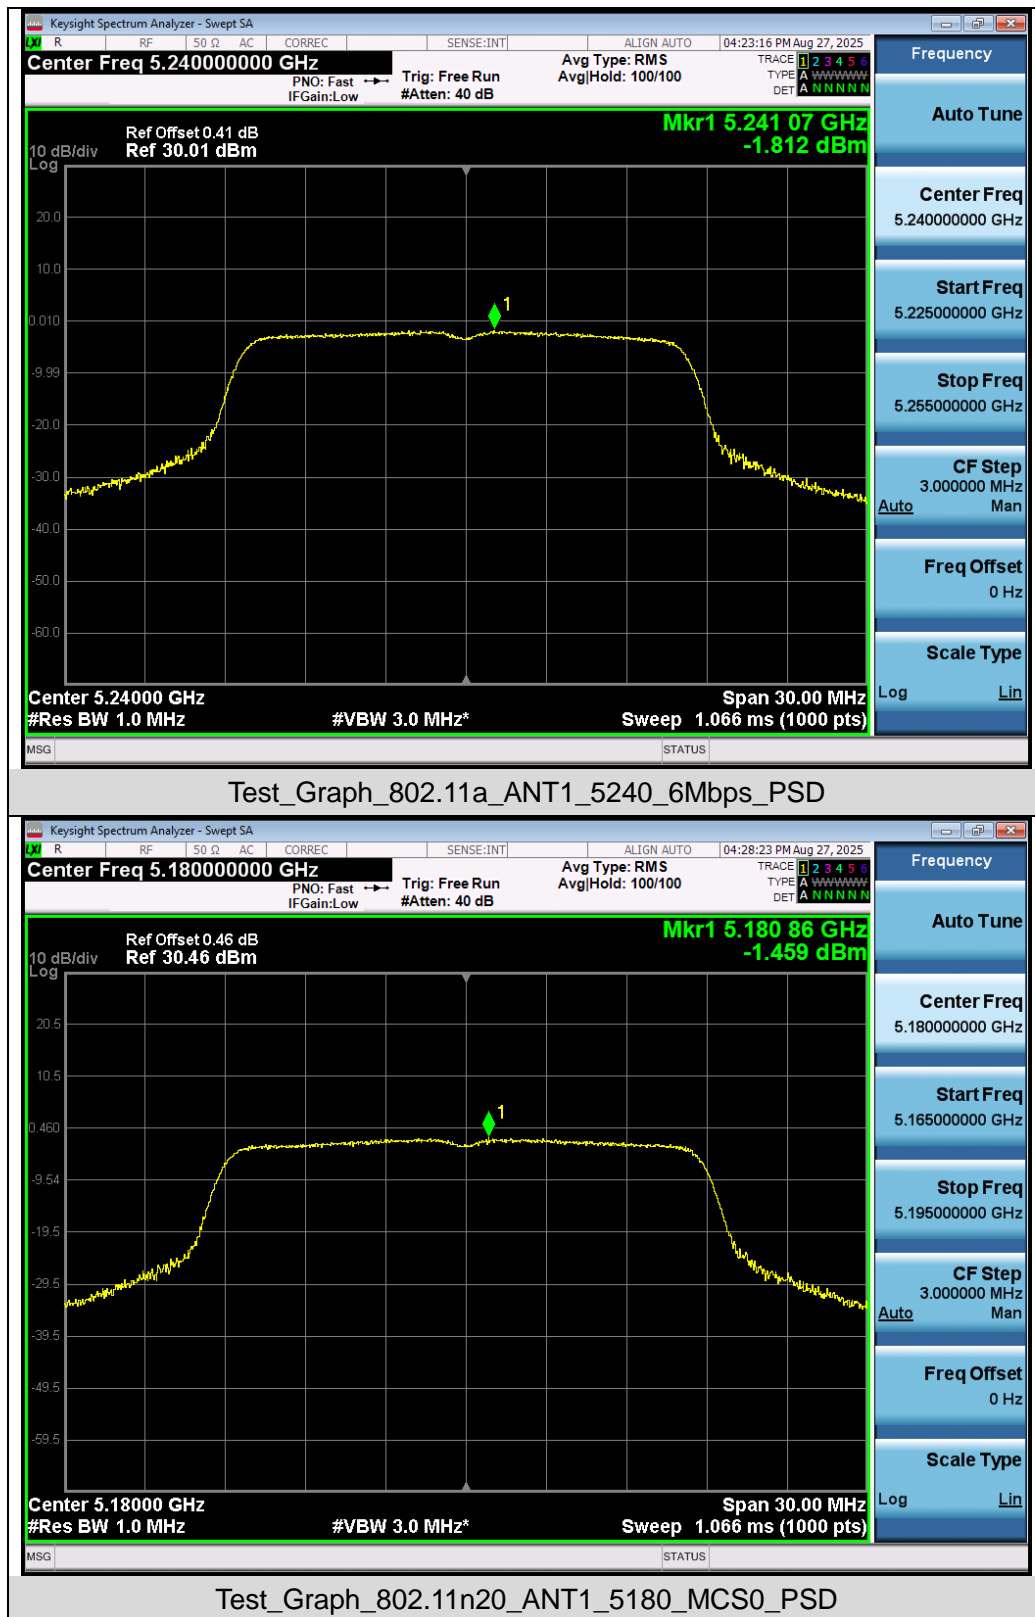 Keysight Spectrum Analyzer - Swept SA
LXI R RF 50 Ω AC CORREC SENSE:INT ALIGN AUTO 04:23:16 PM Aug 27, 2025
Center Freq 5.240000000 GHz
PNO: Fast
IFGain:Low
Trig: Free Run
#Atten: 40 dB
Avg Type: RMS
Avg|Hold: 100/100
TRACE 1 2 3 4 5 6
TYPE A WWWWW
DET A N N N N N
Frequency
Ref Offset 0.41 dB
Ref 30.01 dBm
10 dB/div
Log
Mkr1 5.241 07 GHz
-1.812 dBm
1
20.0
10.0
0.010
-9.99
-20.0
-30.0
-40.0
-50.0
-60.0
Auto Tune
Center Freq
5.240000000 GHz
Start Freq
5.225000000 GHz
Stop Freq
5.255000000 GHz
CF Step
3.000000 MHz
Auto Man
Freq Offset
0 Hz
Scale Type
Log Lin
Center 5.24000 GHz Span 30.00 MHz
#Res BW 1.0 MHz #VBW 3.0 MHz* Sweep 1.066 ms (1000 pts)
MSG STATUS
Test_Graph_802.11a_ANT1_5240_6Mbps_PSD
Keysight Spectrum Analyzer - Swept SA
LXI R RF 50 Ω AC CORREC SENSE:INT ALIGN AUTO 04:28:23 PM Aug 27, 2025
Center Freq 5.180000000 GHz
PNO: Fast
IFGain:Low
Trig: Free Run
#Atten: 40 dB
Avg Type: RMS
Avg|Hold: 100/100
TRACE 1 2 3 4 5 6
TYPE A WWWWW
DET A N N N N N
Frequency
Ref Offset 0.46 dB
Ref 30.46 dBm
10 dB/div
Log
Mkr1 5.180 86 GHz
-1.459 dBm
1
20.5
10.5
0.460
-9.54
-19.5
-29.5
-39.5
-49.5
-59.5
Auto Tune
Center Freq
5.180000000 GHz
Start Freq
5.165000000 GHz
Stop Freq
5.195000000 GHz
CF Step
3.000000 MHz
Auto Man
Freq Offset
0 Hz
Scale Type
Log Lin
Center 5.18000 GHz Span 30.00 MHz
#Res BW 1.0 MHz #VBW 3.0 MHz* Sweep 1.066 ms (1000 pts)
MSG STATUS
Test_Graph_802.11n20_ANT1_5180_MCS0_PSD